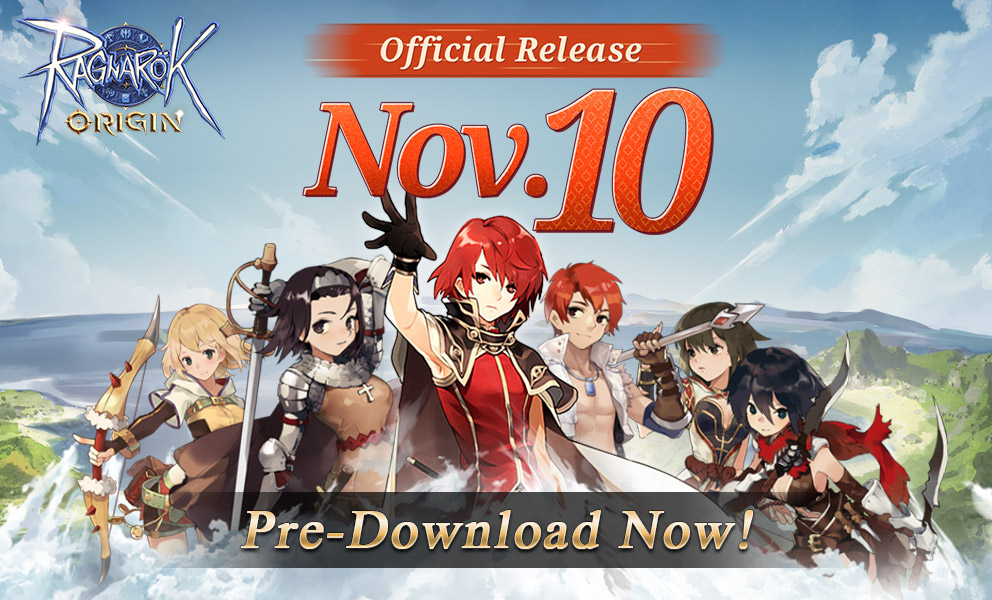 RAGNARÖK
ORIGIN
Official Release
Nov.10
Pre-Download Now!